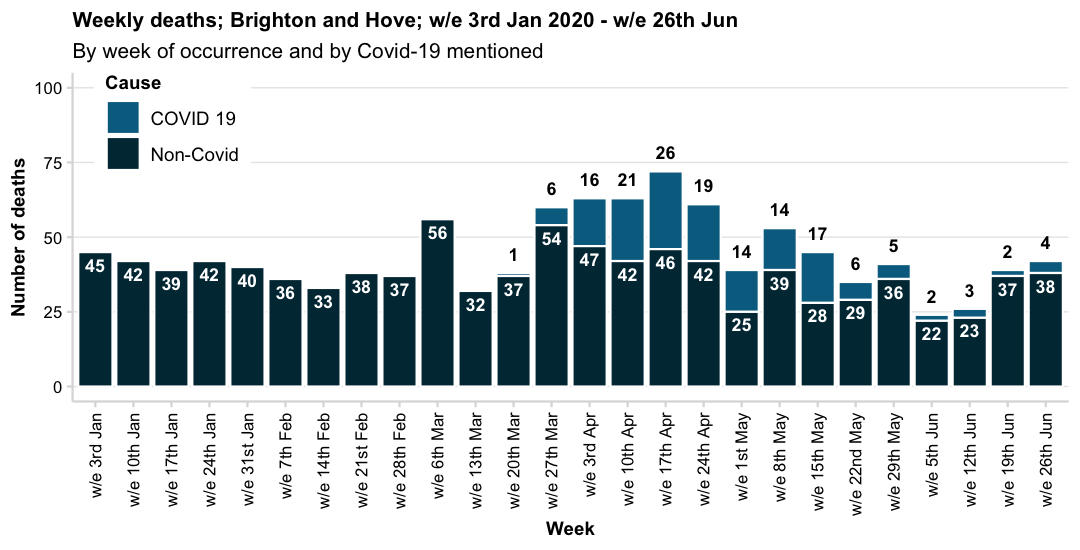 Weekly deaths; Brighton and Hove; w/e 3rd Jan 2020 - w/e 26th Jun
By week of occurrence and by Covid-19 mentioned
Cause
COVID 19
Non-Covid
Number of deaths
100
75
50
25
0
26
16 21 19
6 14 17
1 14 6 5 2 4
2 3
45 42 39 42 40 36 33 38 37 56 32 37 54 47 42 46 42 25 39 28 29 36 22 23 37 38
w/e 3rd Jan
w/e 10th Jan
w/e 17th Jan
w/e 24th Jan
w/e 31st Jan
w/e 7th Feb
w/e 14th Feb
w/e 21st Feb
w/e 28th Feb
w/e 6th Mar
w/e 13th Mar
w/e 20th Mar
w/e 27th Mar
w/e 3rd Apr
w/e 10th Apr
w/e 17th Apr
w/e 24th Apr
w/e 1st May
w/e 8th May
w/e 15th May
w/e 22nd May
w/e 29th May
w/e 5th Jun
w/e 12th Jun
w/e 19th Jun
w/e 26th Jun
Week